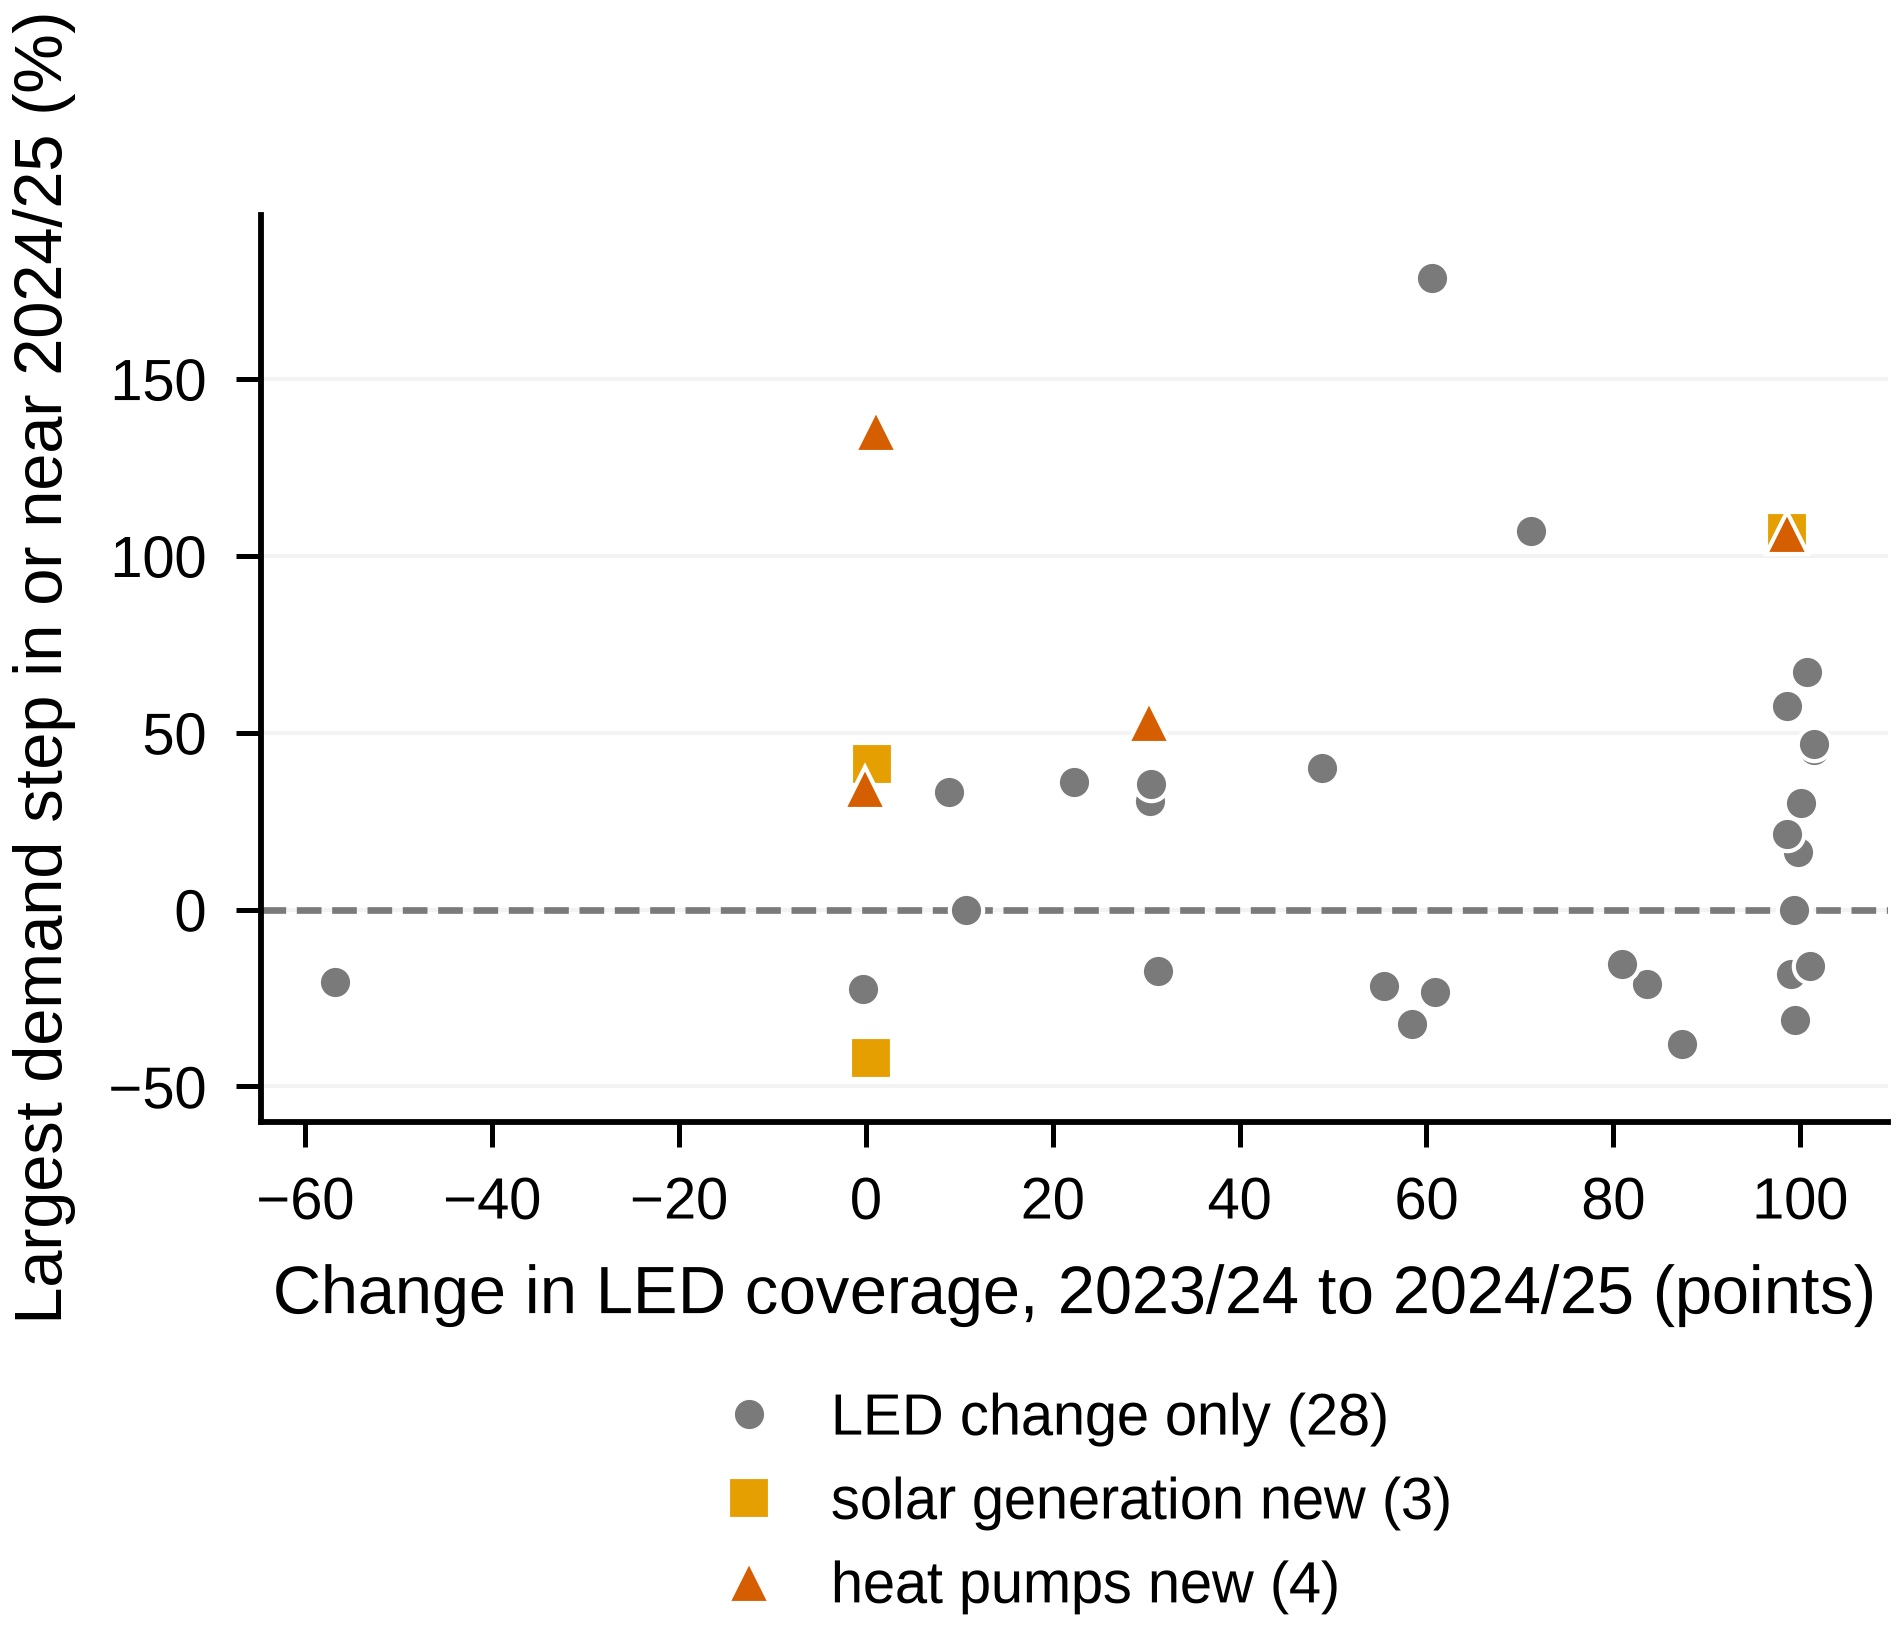 Largest demand step in or near 2024/25 (%)
150
100
50
0
−50
−60 −40 −20 0 20 40 60 80 100
Change in LED coverage, 2023/24 to 2024/25 (points)
LED change only (28)
solar generation new (3)
heat pumps new (4)